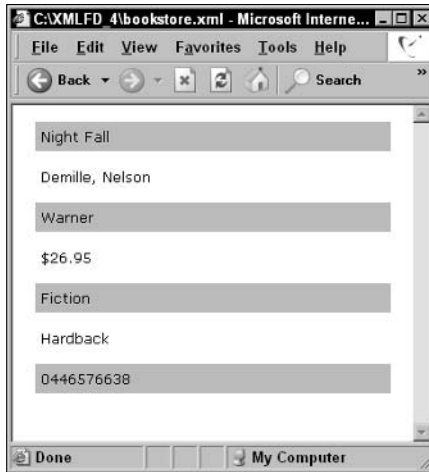 C:\XMLFD_4\bookstore.xml - Microsoft Interne...
File Edit View Favorites Tools Help
Back Search »
Night Fall
Demille, Nelson
Warner
$26.95
Fiction
Hardback
0446576638
Done My Computer